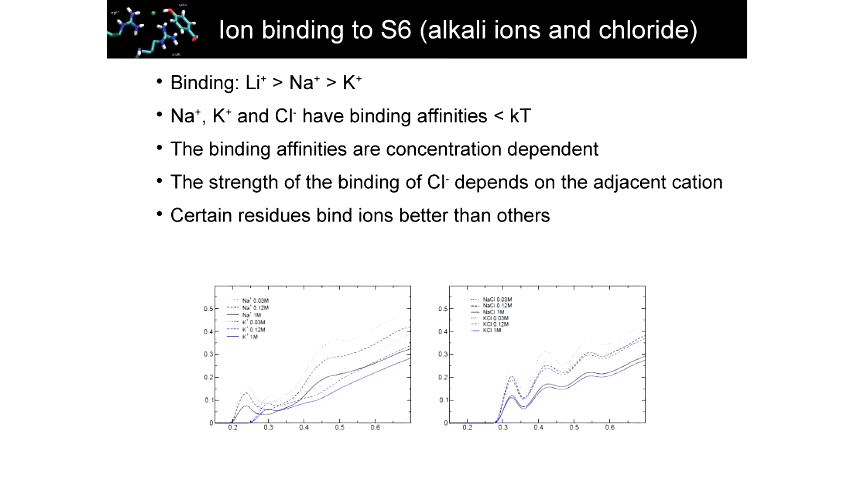 Ion binding to S6 (alkali ions and chloride)
• Binding: Li⁺ > Na⁺ > K⁺
• Na⁺, K⁺ and Cl⁻ have binding affinities < kT
• The binding affinities are concentration dependent
• The strength of the binding of Cl⁻ depends on the adjacent cation
• Certain residues bind ions better than others
Na⁺ 0.03M
Na⁺ 0.12M
Na⁺ 1M
K⁺ 0.03M
K⁺ 0.12M
K⁺ 1M
0.5
0.4
0.3
0.2
0.1
0
0.2 0.3 0.4 0.5 0.6
NaCl 0.03M
NaCl 0.12M
NaCl 1M
KCl 0.03M
KCl 0.12M
KCl 1M
0.5
0.4
0.3
0.2
0.1
0
0.2 0.3 0.4 0.5 0.6